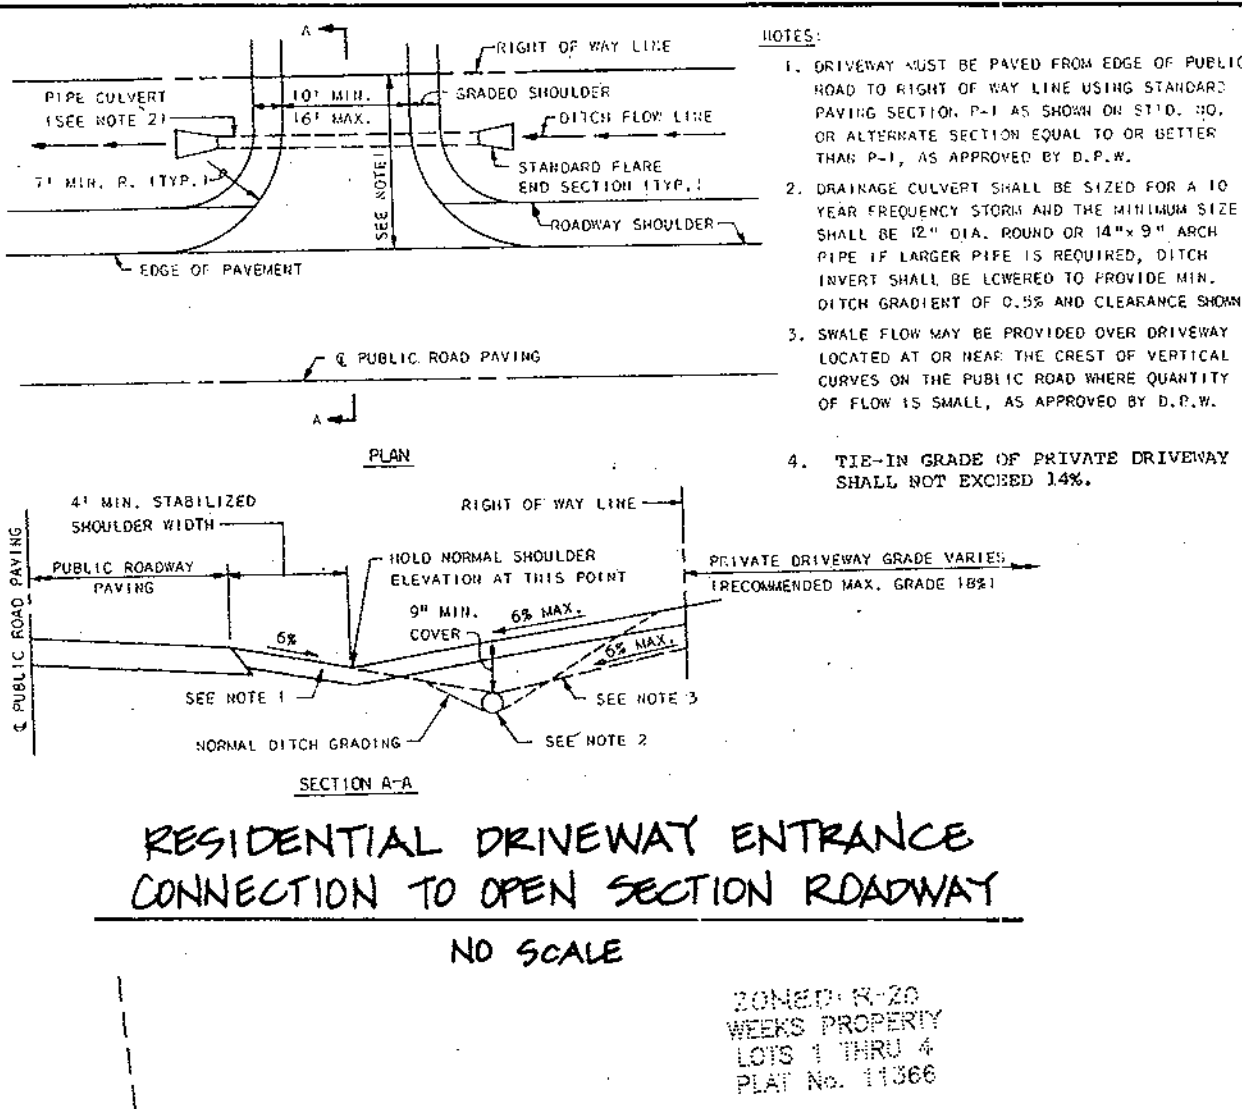 A
RIGHT OF WAY LINE
PIPE CULVERT
(SEE NOTE 2)
10' MIN.
16' MAX.
GRADED SHOULDER
DITCH FLOW LINE
7' MIN. R. (TYP.)
SEE NOTE 1
STANDARD FLARE
END SECTION (TYP.)
ROADWAY SHOULDER
EDGE OF PAVEMENT
℄ PUBLIC ROAD PAVING
A
PLAN
NOTES:
1. DRIVEWAY MUST BE PAVED FROM EDGE OF PUBLIC
ROAD TO RIGHT OF WAY LINE USING STANDARD
PAVING SECTION P-1 AS SHOWN ON ST'D. NO.
OR ALTERNATE SECTION EQUAL TO OR BETTER
THAN P-1, AS APPROVED BY D.P.W.
2. DRAINAGE CULVERT SHALL BE SIZED FOR A 10
YEAR FREQUENCY STORM AND THE MINIMUM SIZE
SHALL BE 12" DIA. ROUND OR 14"x 9" ARCH
PIPE IF LARGER PIPE IS REQUIRED, DITCH
INVERT SHALL BE LOWERED TO PROVIDE MIN.
DITCH GRADIENT OF 0.5% AND CLEARANCE SHOWN
3. SWALE FLOW MAY BE PROVIDED OVER DRIVEWAY
LOCATED AT OR NEAR THE CREST OF VERTICAL
CURVES ON THE PUBLIC ROAD WHERE QUANTITY
OF FLOW IS SMALL, AS APPROVED BY D.P.W.
4. TIE-IN GRADE OF PRIVATE DRIVEWAY
SHALL NOT EXCEED 14%.
4' MIN. STABILIZED
SHOULDER WIDTH
RIGHT OF WAY LINE
℄ PUBLIC ROAD PAVING
PUBLIC ROADWAY
PAVING
HOLD NORMAL SHOULDER
ELEVATION AT THIS POINT
PRIVATE DRIVEWAY GRADE VARIES
(RECOMMENDED MAX. GRADE 18%)
9" MIN.
COVER
6% MAX.
6%
6% MAX.
SEE NOTE 1
SEE NOTE 3
NORMAL DITCH GRADING
SEE NOTE 2
SECTION A-A
RESIDENTIAL DRIVEWAY ENTRANCE
CONNECTION TO OPEN SECTION ROADWAY
NO SCALE
ZONED: R-20
WEEKS PROPERTY
LOTS 1 THRU 4
PLAT No. 11366